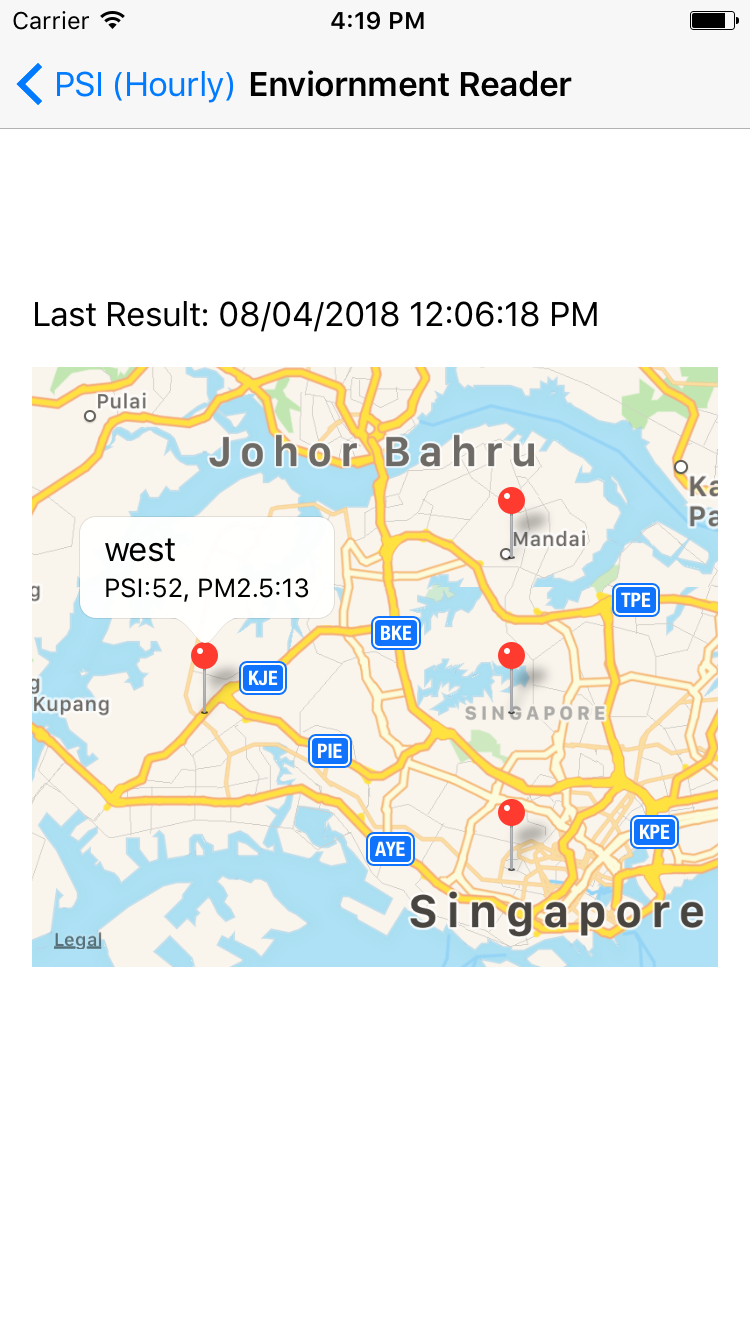 Carrier 4:19 PM
PSI (Hourly) Enviornment Reader
Last Result: 08/04/2018 12:06:18 PM
Pulai
Johor Bahru
Ka
Pa
Mandai
west
PSI:52, PM2.5:13
g
TPE
BKE
KJE
g
Kupang
SINGAPORE
PIE
KPE
AYE
Singapore
Legal